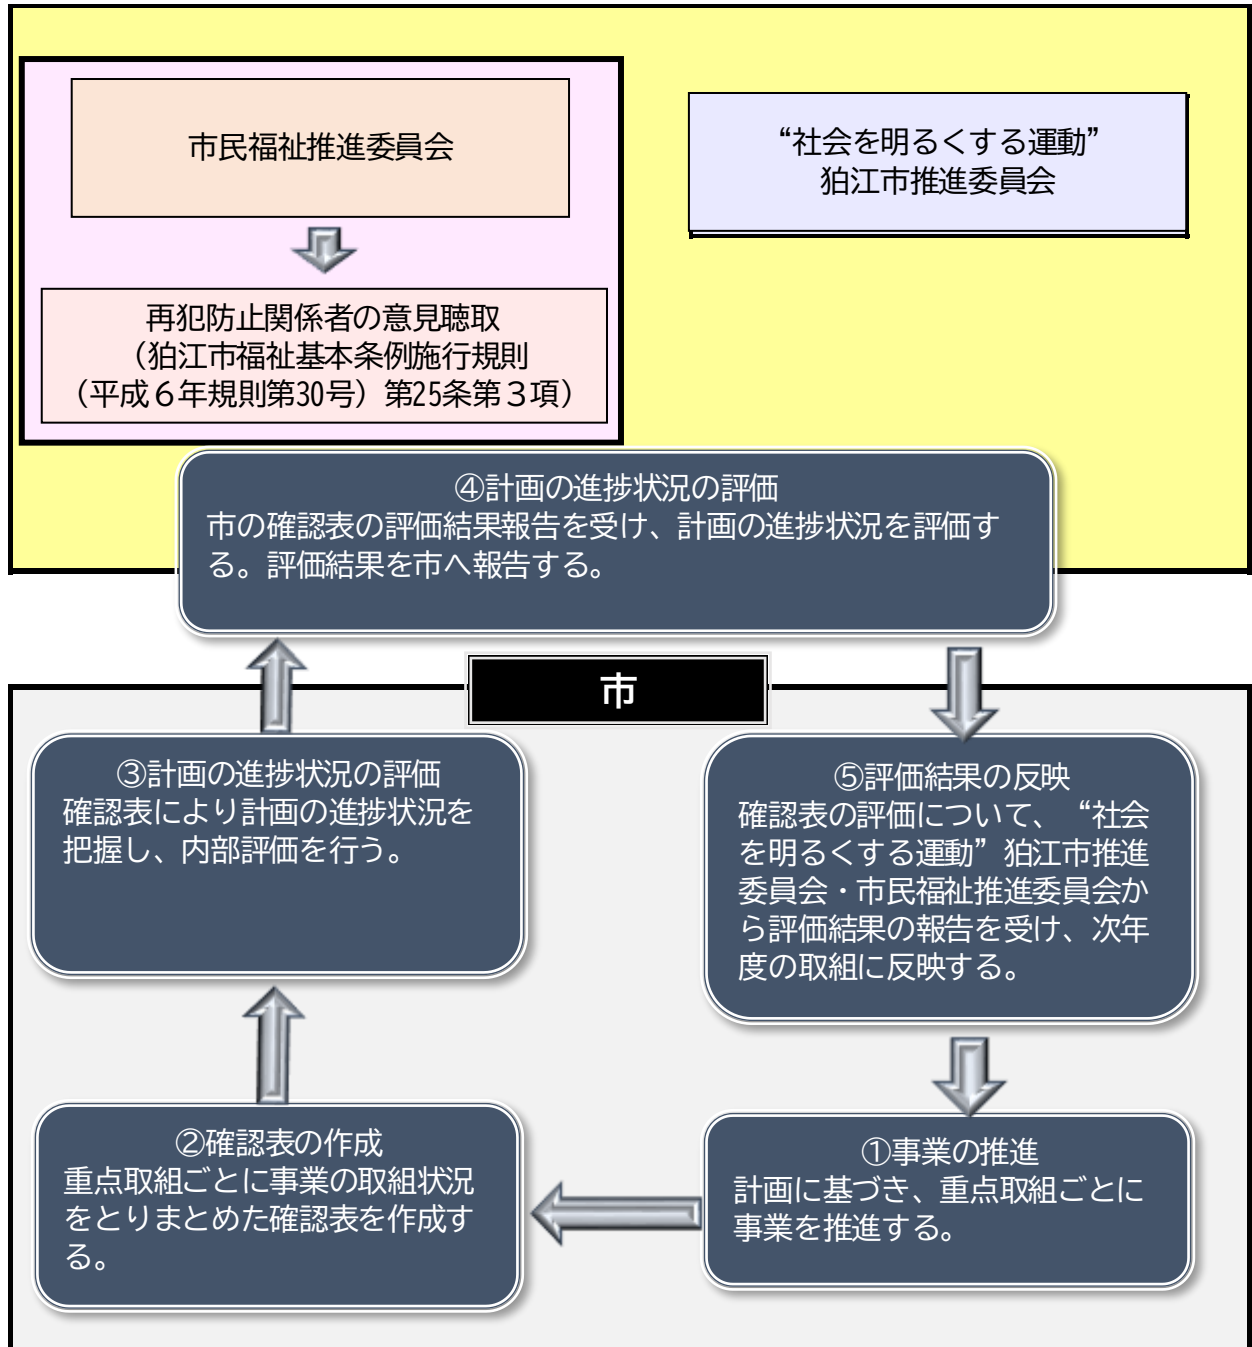 市民福祉推進委員会
再犯防止関係者の意見聴取
（狛江市福祉基本条例施行規則
（平成６年規則第30号）第25条第３項）
“社会を明るくする運動”
狛江市推進委員会
④計画の進捗状況の評価
市の確認表の評価結果報告を受け、計画の進捗状況を評価す
る。評価結果を市へ報告する。
市
③計画の進捗状況の評価
確認表により計画の進捗状況を
把握し、内部評価を行う。
⑤評価結果の反映
確認表の評価について、“社会
を明るくする運動”狛江市推進
委員会・市民福祉推進委員会か
ら評価結果の報告を受け、次年
度の取組に反映する。
②確認表の作成
重点取組ごとに事業の取組状況
をとりまとめた確認表を作成す
る。
①事業の推進
計画に基づき、重点取組ごとに
事業を推進する。